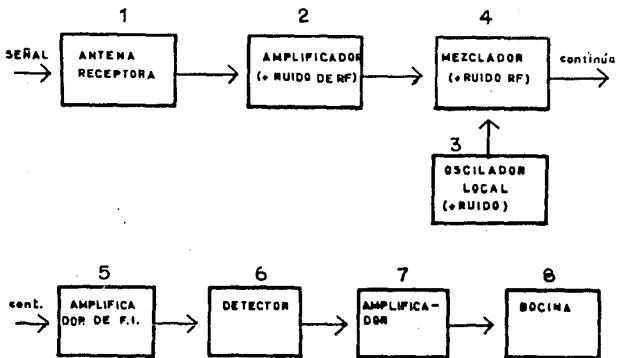 1
2
4
SEÑAL
ANTENA
RECEPTORA
AMPLIFICADOR
(+ RUIDO DE RF)
MEZCLADOR
(+RUIDO RF)
continúa
3
OSCILADOR
LOCAL
(+RUIDO)
5
6
7
8
cont.
AMPLIFICA
DOR DE F.I.
DETECTOR
AMPLIFICA-
DOR
BOCINA